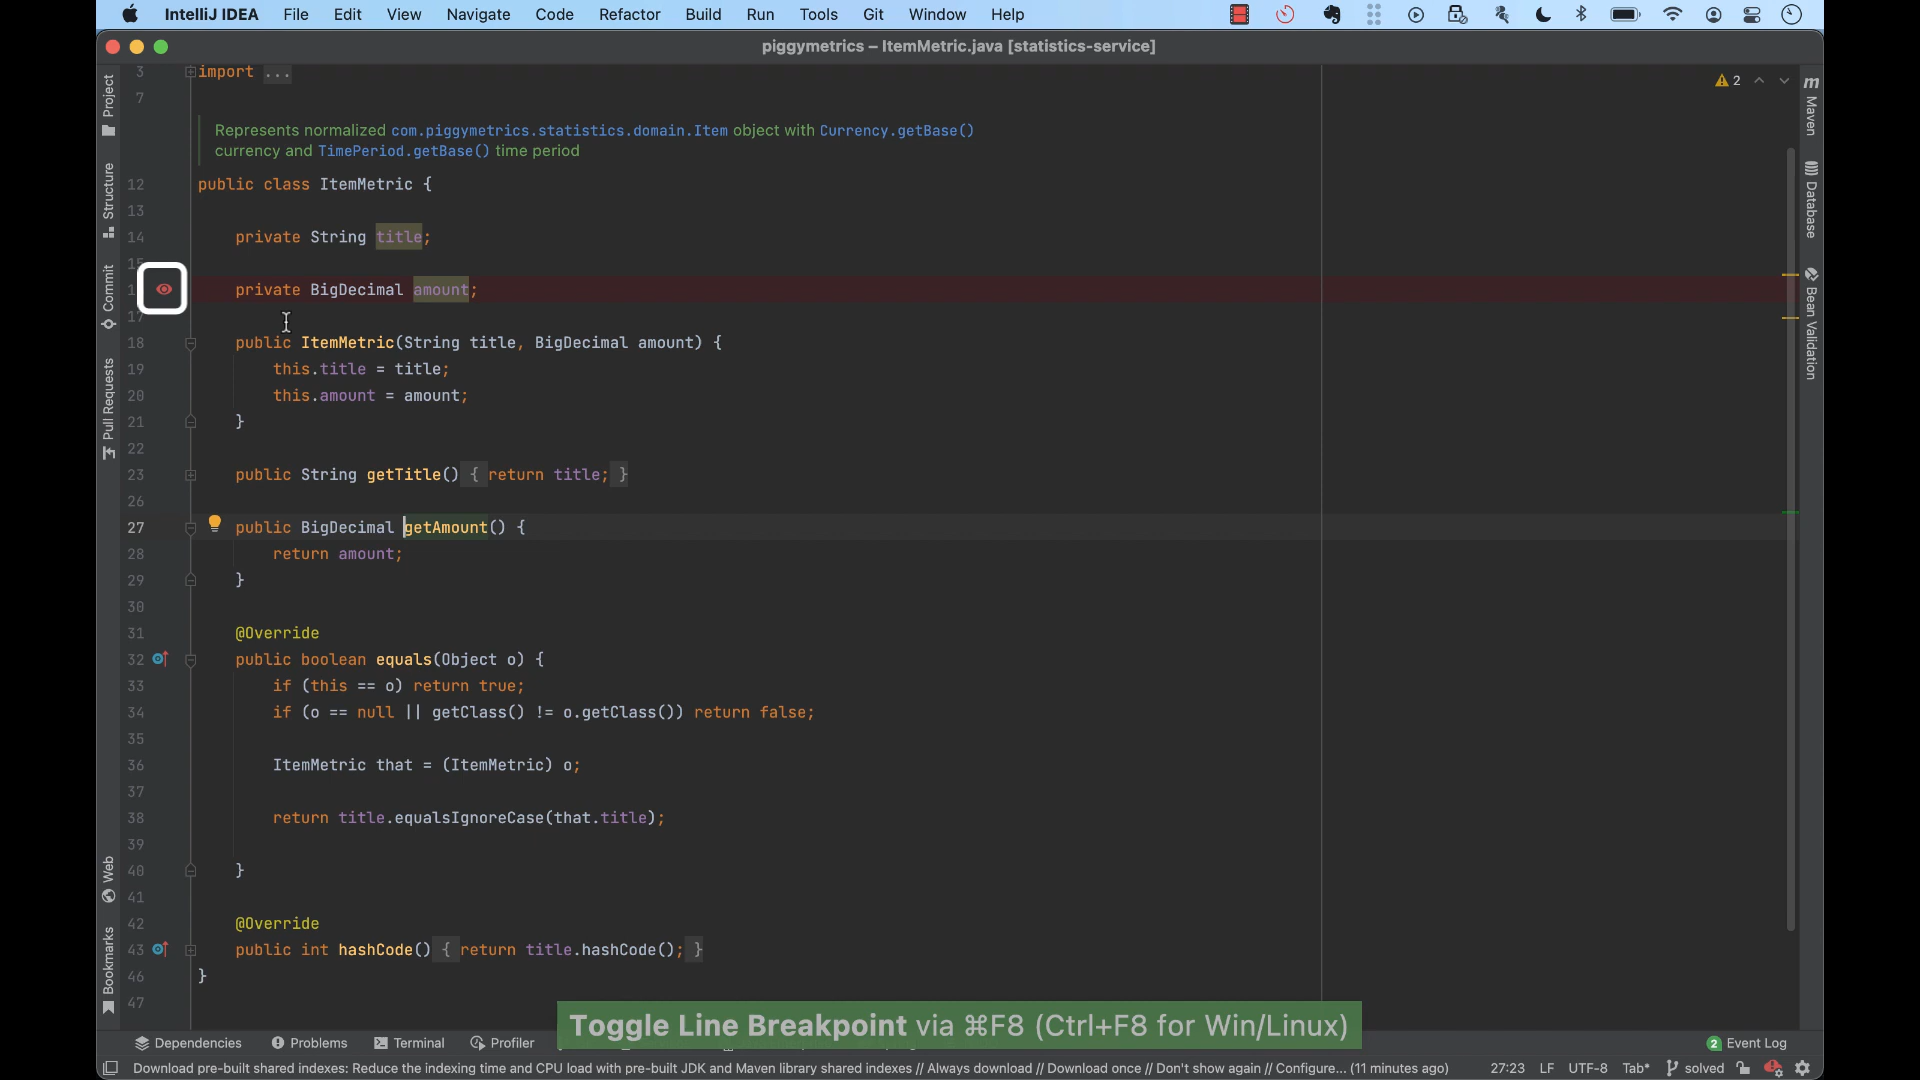 IntelliJ IDEA File Edit View Navigate Code Refactor Build Run Tools Git Window Help
piggymetrics – ItemMetric.java [statistics-service]
3 import ...
2
7
Represents normalized com.piggymetrics.statistics.domain.Item object with Currency.getBase()
currency and TimePeriod.getBase() time period
12 public class ItemMetric {
13
14 private String title;
15
1 private BigDecimal amount;
17
18 public ItemMetric(String title, BigDecimal amount) {
19 this.title = title;
20 this.amount = amount;
21 }
22
23 public String getTitle() { return title; }
26
27 public BigDecimal getAmount() {
28 return amount;
29 }
30
31 @Override
32 public boolean equals(Object o) {
33 if (this == o) return true;
34 if (o == null || getClass() != o.getClass()) return false;
35
36 ItemMetric that = (ItemMetric) o;
37
38 return title.equalsIgnoreCase(that.title);
39
40 }
41
42 @Override
43 public int hashCode() { return title.hashCode(); }
46 }
47
Project
Structure
Commit
Pull Requests
Web
Bookmarks
m Maven
Database
Bean Validation
Toggle Line Breakpoint via ⌘F8 (Ctrl+F8 for Win/Linux)
Dependencies Problems Terminal Profiler 2 Event Log
Download pre-built shared indexes: Reduce the indexing time and CPU load with pre-built JDK and Maven library shared indexes // Always download // Download once // Don't show again // Configure... (11 minutes ago) 27:23 LF UTF-8 Tab* solved